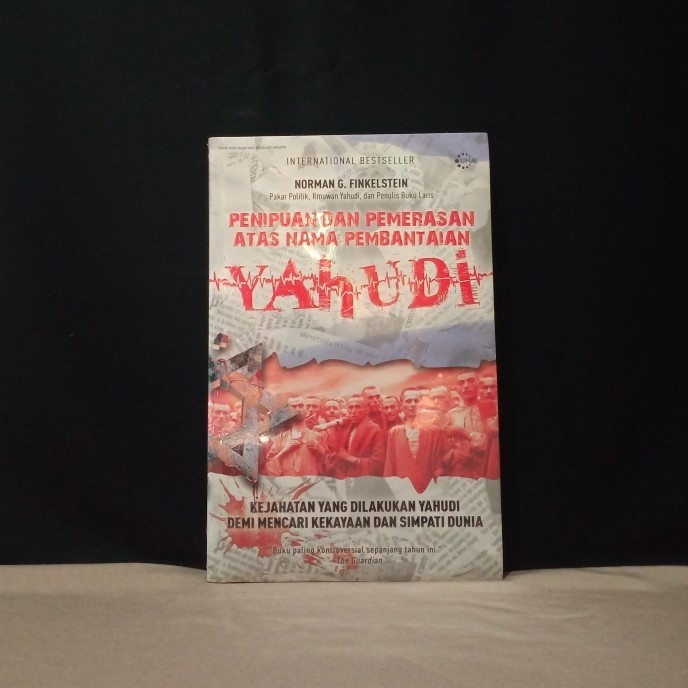 INTERNATIONAL BESTSELLER
NORMAN G. FINKELSTEIN
Pakar Politik, Ilmuwan Yahudi, dan Penulis Buku Laris
PENIPUAN DAN PEMERASAN
ATAS NAMA PEMBANTAIAN
YAHUDI
KEJAHATAN YANG DILAKUKAN YAHUDI
DEMI MENCARI KEKAYAAN DAN SIMPATI DUNIA
"Buku paling kontroversial sepanjang tahun ini."
-The Guardian